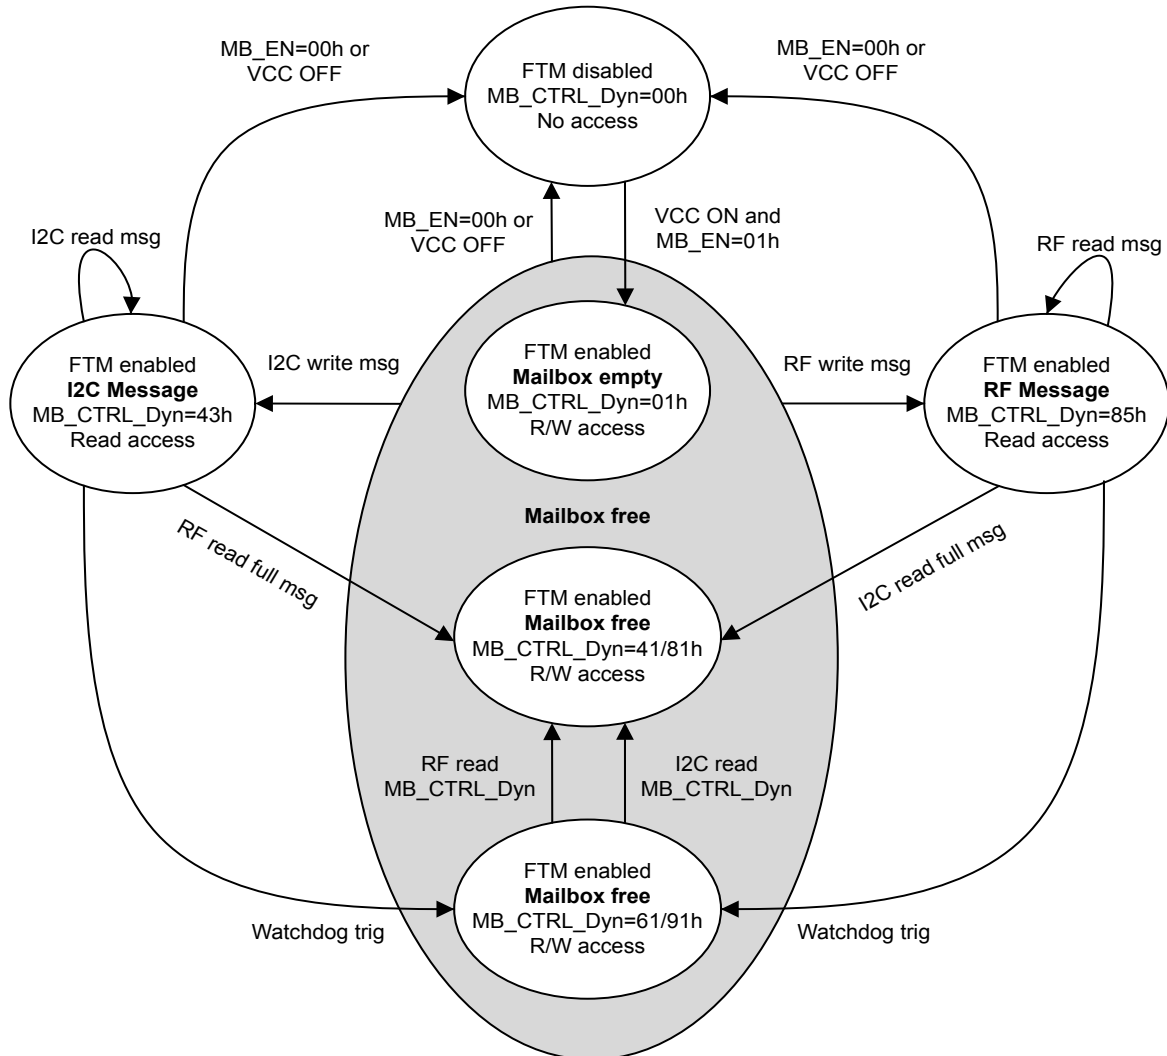 MB_EN=00h or
VCC OFF
FTM disabled
MB_CTRL_Dyn=00h
No access
MB_EN=00h or
VCC OFF
MB_EN=00h or
VCC OFF
VCC ON and
MB_EN=01h
I2C read msg
RF read msg
FTM enabled
I2C Message
MB_CTRL_Dyn=43h
Read access
I2C write msg
FTM enabled
Mailbox empty
MB_CTRL_Dyn=01h
R/W access
RF write msg
FTM enabled
RF Message
MB_CTRL_Dyn=85h
Read access
Mailbox free
RF read full msg
I2C read full msg
FTM enabled
Mailbox free
MB_CTRL_Dyn=41/81h
R/W access
RF read
MB_CTRL_Dyn
I2C read
MB_CTRL_Dyn
FTM enabled
Mailbox free
MB_CTRL_Dyn=61/91h
R/W access
Watchdog trig
Watchdog trig